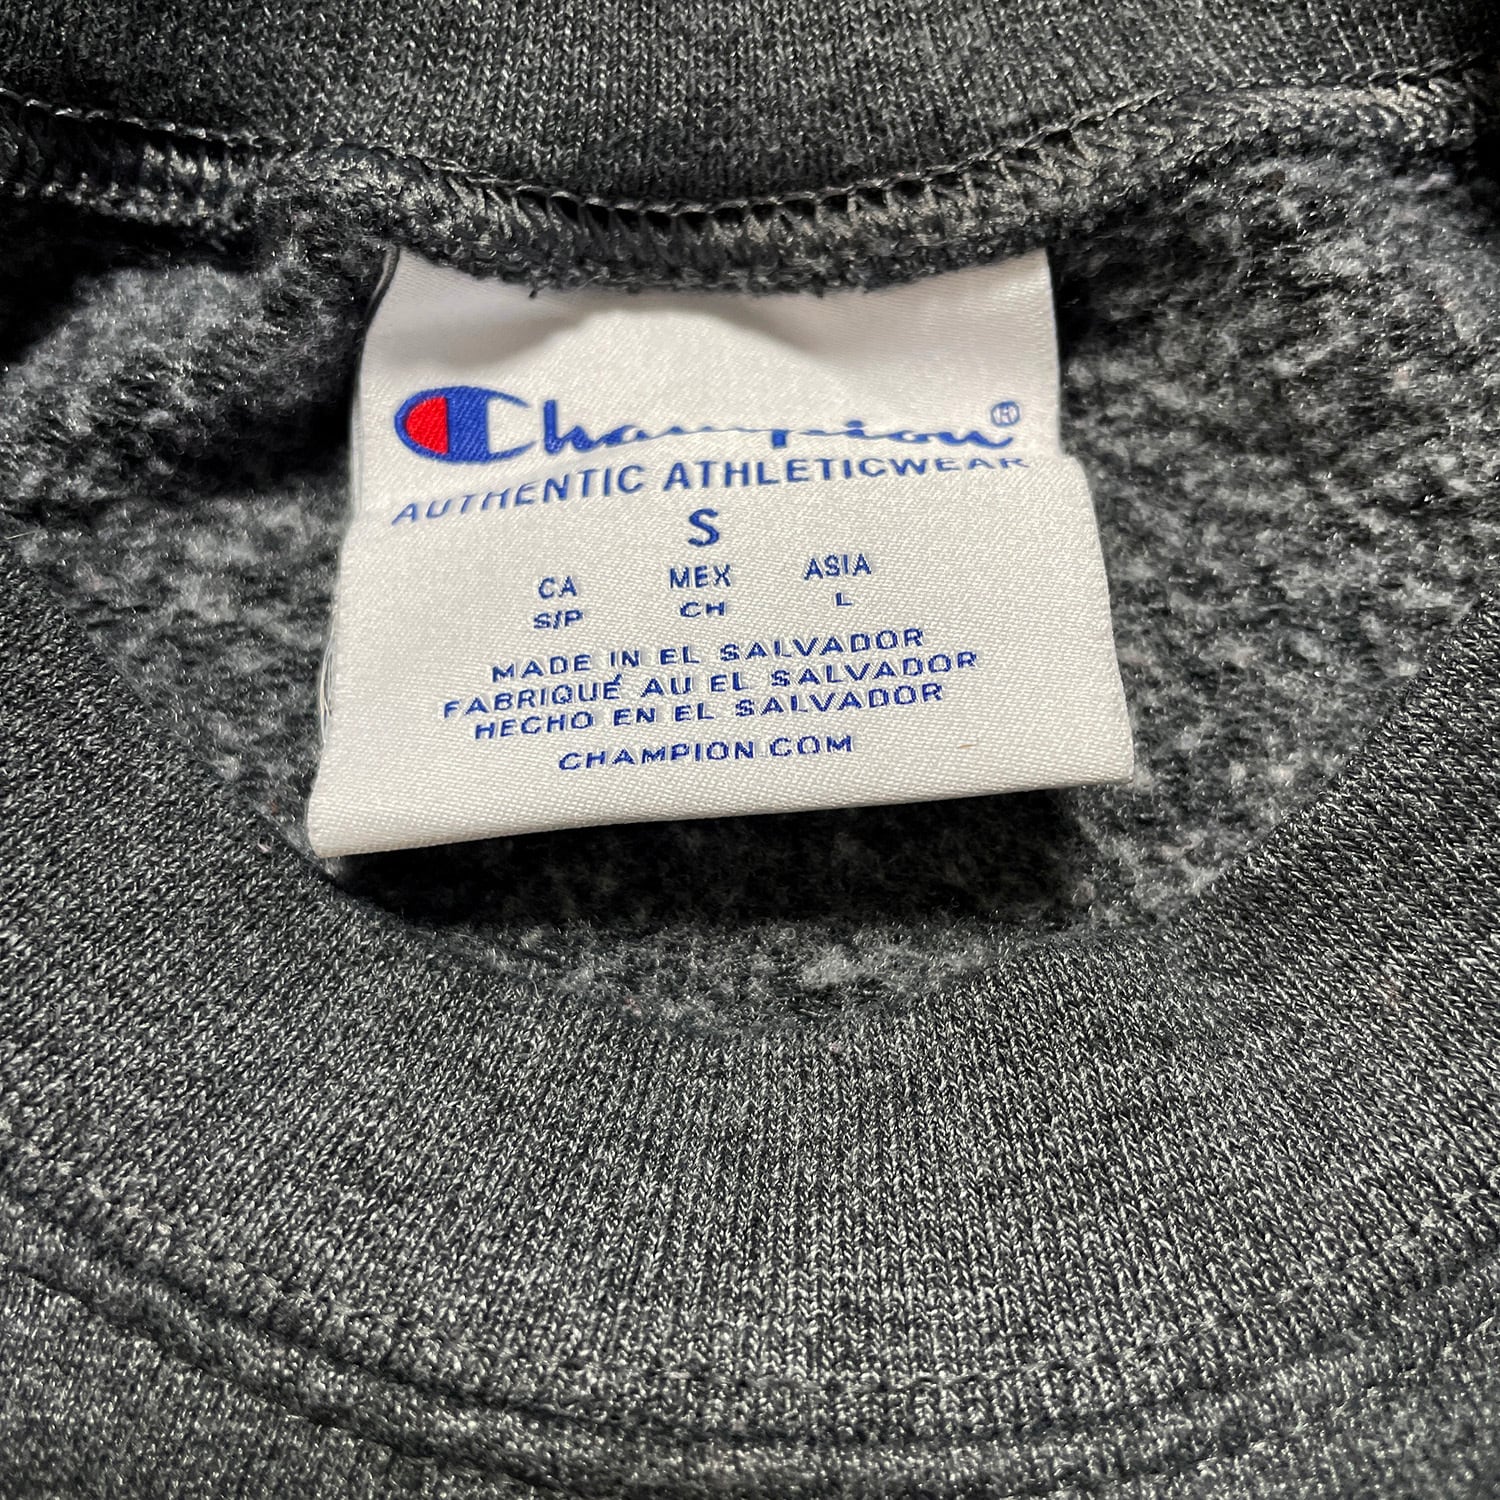 Champion®
AUTHENTIC ATHLETICWEAR
S
CA MEX ASIA
S/P CH L
MADE IN EL SALVADOR
FABRIQUÉ AU EL SALVADOR
HECHO EN EL SALVADOR
CHAMPION.COM